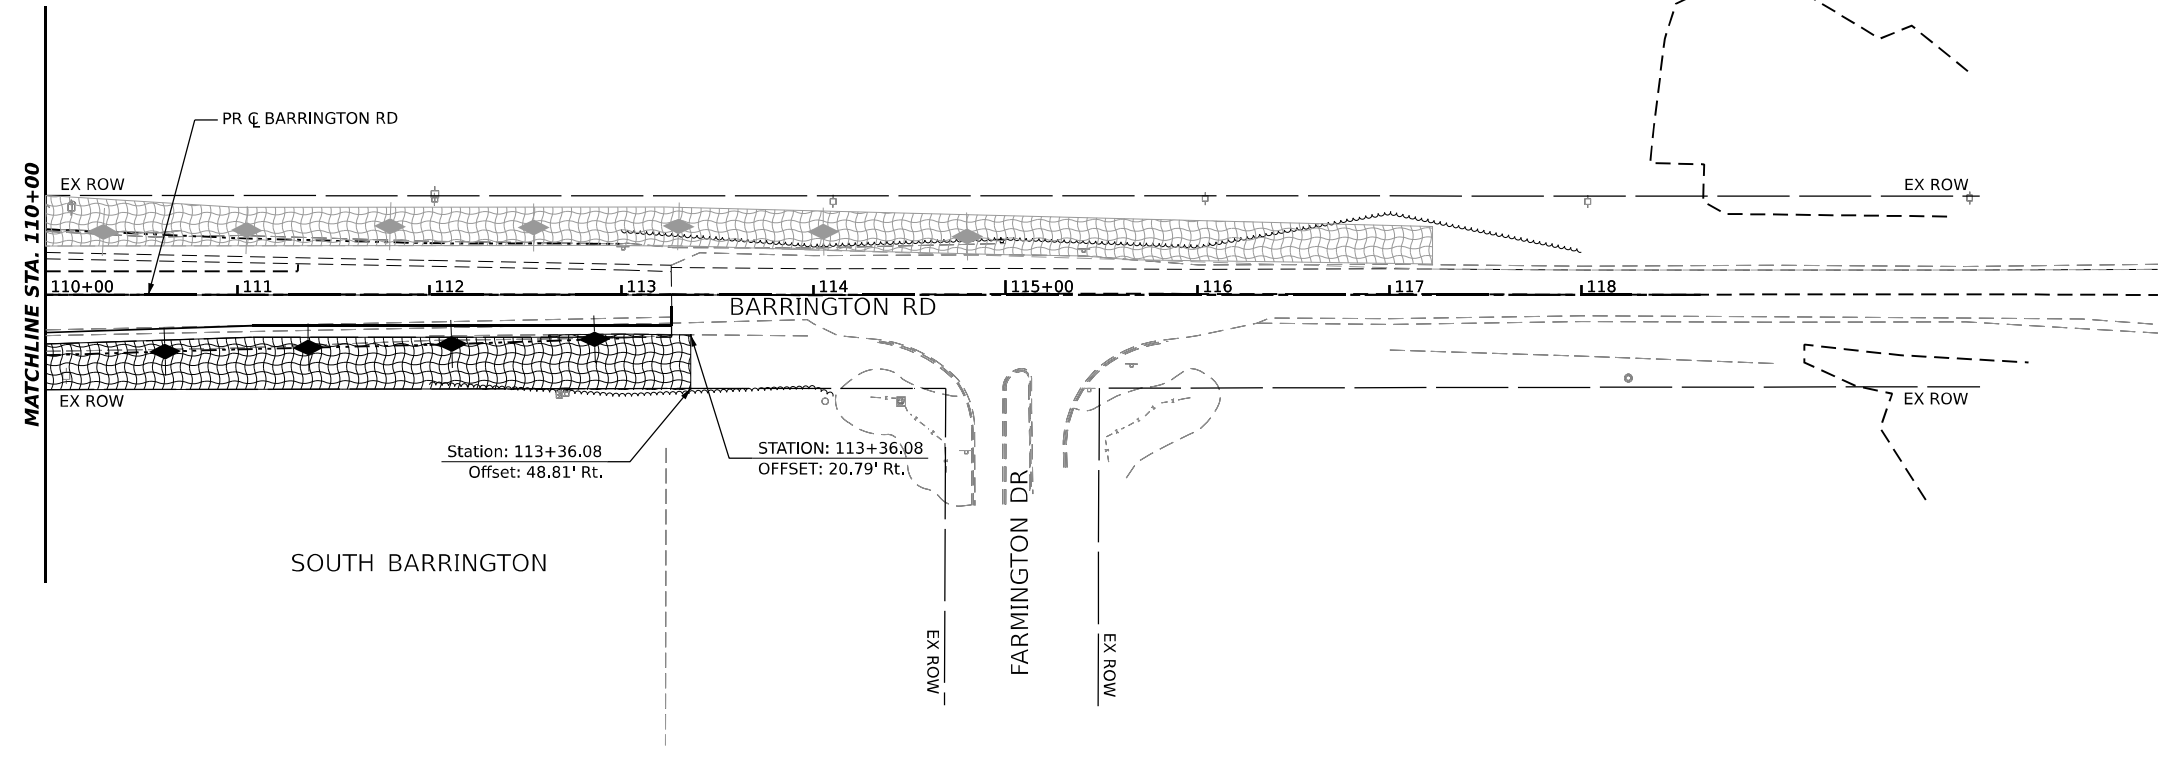 PR ℄ BARRINGTON RD
MATCHLINE STA. 110+00
EX ROW
EX ROW
110+00
111
112
113
114
115+00
116
117
118
BARRINGTON RD
EX ROW
EX ROW
Station: 113+36.08
Offset: 48.81' Rt.
STATION: 113+36.08
OFFSET: 20.79' Rt.
SOUTH BARRINGTON
FARMINGTON DR
EX ROW
EX ROW